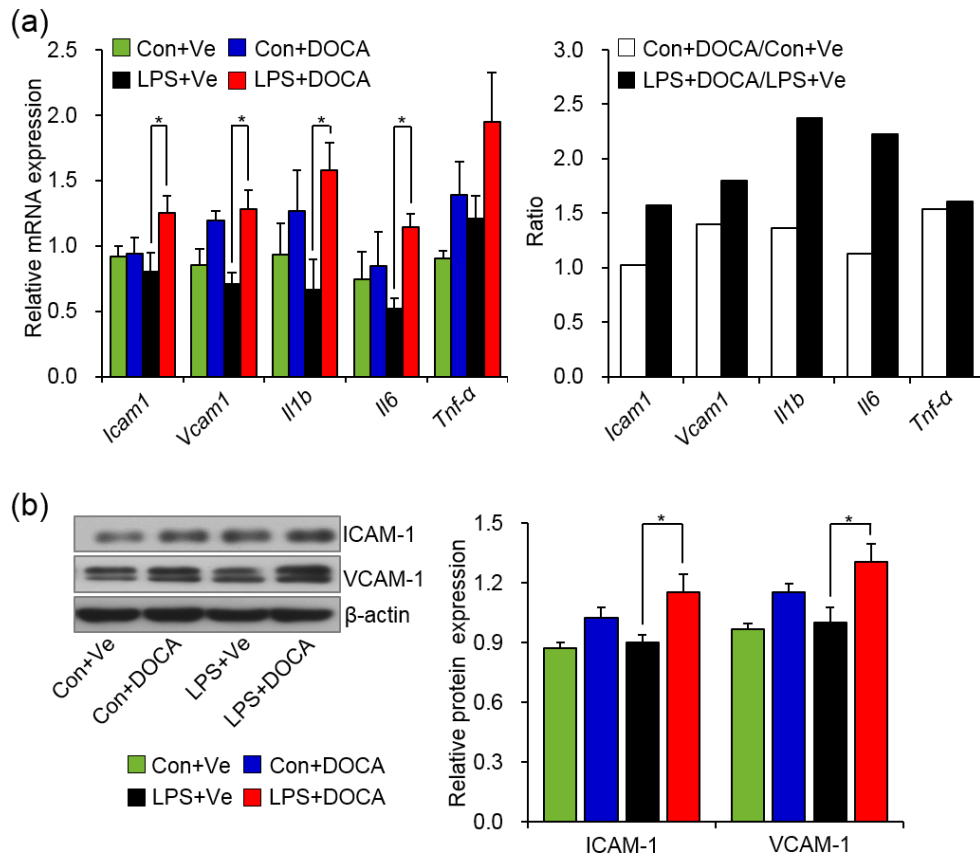 (a)
Con+Ve Con+DOCA
LPS+Ve LPS+DOCA
Relative mRNA expression
2.5
2.0
1.5
1.0
0.5
0.0
* * * *
Icam1 Vcam1 Il1b Il6 Tnf-α
Con+DOCA/Con+Ve
LPS+DOCA/LPS+Ve
Ratio
3.0
2.5
2.0
1.5
1.0
0.5
0.0
Icam1 Vcam1 Il1b Il6 Tnf-α
(b)
ICAM-1
VCAM-1
β-actin
Con+Ve Con+DOCA LPS+Ve LPS+DOCA
Con+Ve Con+DOCA
LPS+Ve LPS+DOCA
Relative protein expression
1.5
1.2
0.9
0.6
0.3
0.0
* *
ICAM-1 VCAM-1